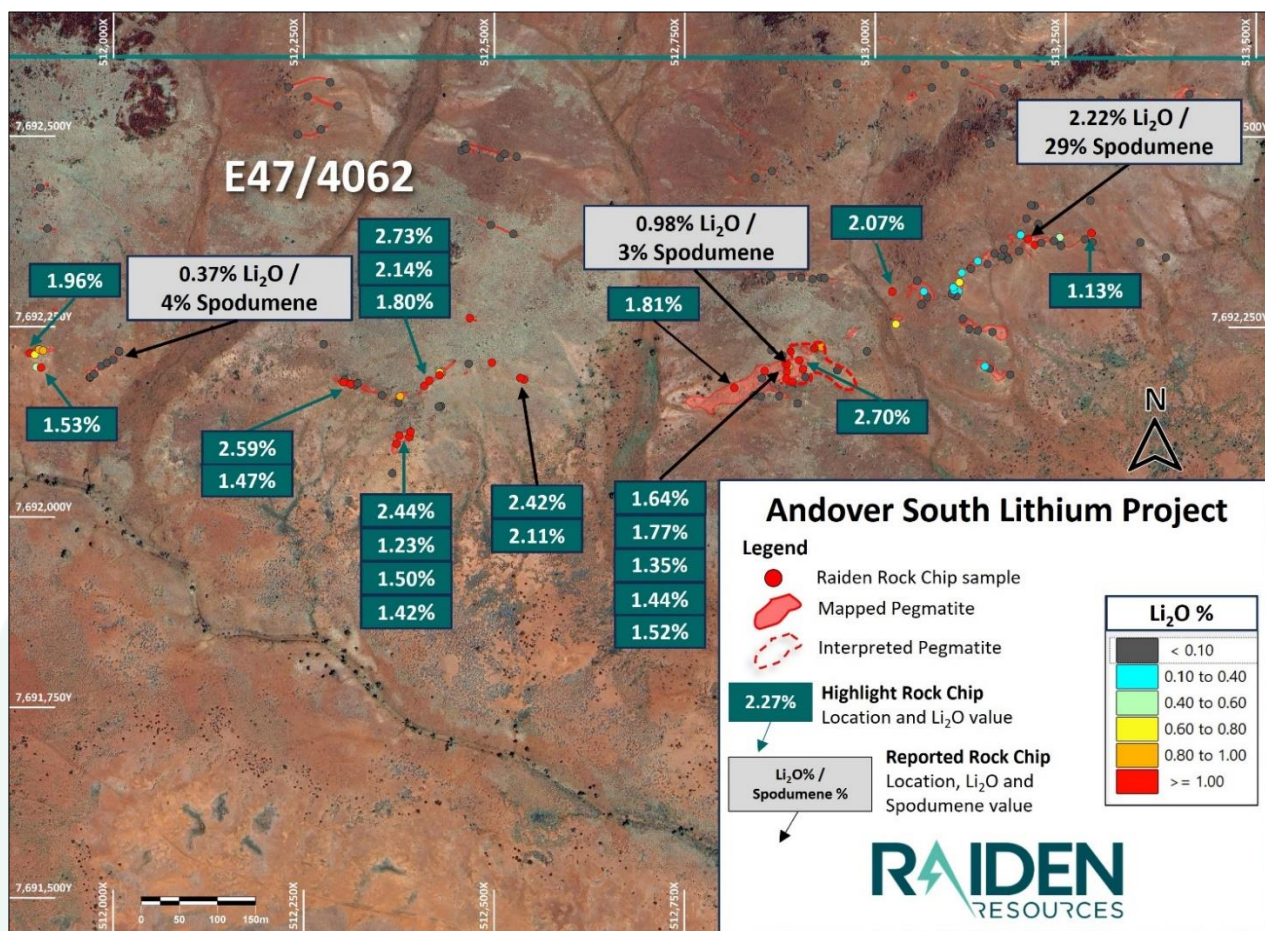 512,000X
512,250X
512,500X
512,750X
513,000X
513,250X
513,500X
7,692,500Y
E47/4062
2.22% Li₂O /
29% Spodumene
2.73%
2.14%
1.80%
0.98% Li₂O /
3% Spodumene
2.07%
1.96%
0.37% Li₂O /
4% Spodumene
1.81%
1.13%
7,692,250Y
7,692,250Y
1.53%
2.59%
1.47%
2.70%
N
2.44%
1.23%
1.50%
1.42%
2.42%
2.11%
1.64%
1.77%
1.35%
1.44%
1.52%
7,692,000Y
7,691,750Y
7,691,500Y
512,000X
512,250X
512,500X
512,750X
0 50 100 150m
Andover South Lithium Project
Legend
Raiden Rock Chip sample
Mapped Pegmatite
Interpreted Pegmatite
2.27%
Highlight Rock Chip
Location and Li₂O value
Li₂O% /
Spodumene %
Reported Rock Chip
Location, Li₂O and
Spodumene value
Li₂O %
< 0.10
0.10 to 0.40
0.40 to 0.60
0.60 to 0.80
0.80 to 1.00
>= 1.00
RAIDEN
RESOURCES